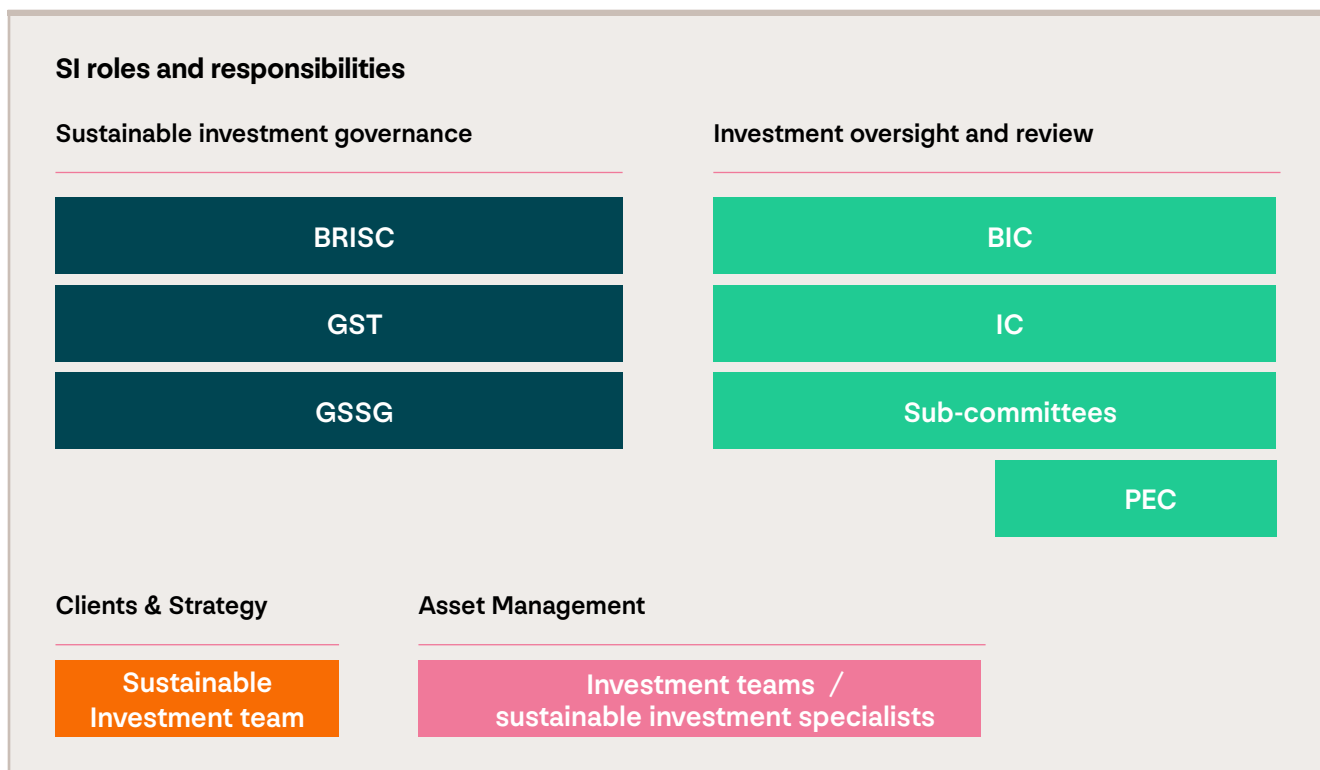 SI roles and responsibilities
Sustainable investment governance
BRISC
GST
GSSG
Investment oversight and review
BIC
IC
Sub-committees
PEC
Clients & Strategy
Sustainable
Investment team
Asset Management
Investment teams /
sustainable investment specialists